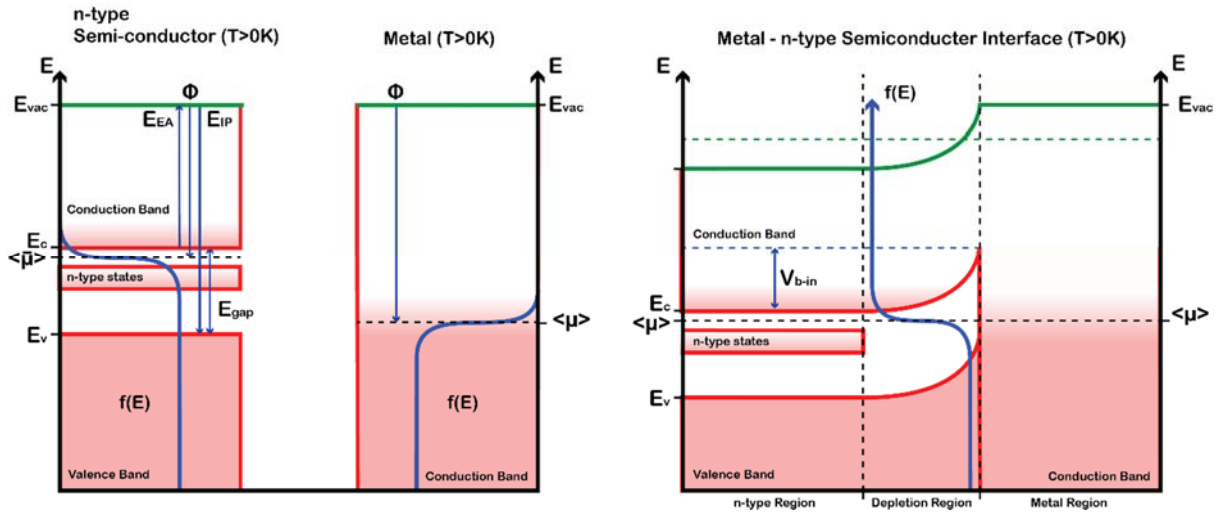 n-type
Semi-conductor (T>0K)
E
Φ
Evac
EEA
EIP
Conduction Band
Ec
<μ>
n-type states
Egap
Ev
f(E)
Valence Band
Metal (T>0K)
E
Φ
Evac
<μ>
f(E)
Conduction Band
Metal - n-type Semiconducter Interface (T>0K)
E
E
f(E)
Evac
Conduction Band
Vb-in
Ec
<μ>
<μ>
n-type states
Ev
Valence Band
Conduction Band
n-type Region
Depletion Region
Metal Region